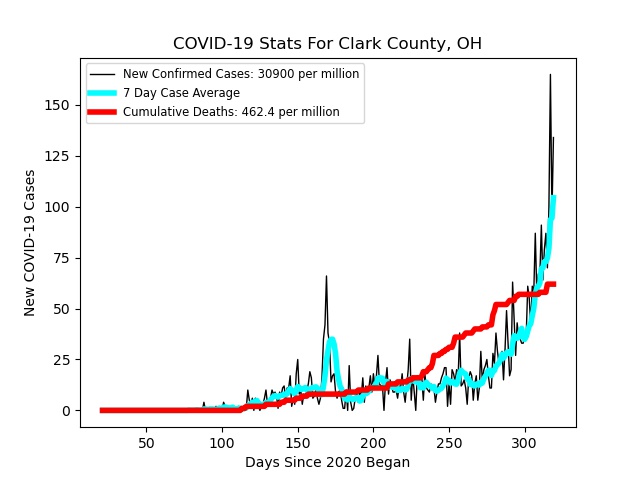 COVID-19 Stats For Clark County, OH
New Confirmed Cases: 30900 per million
7 Day Case Average
Cumulative Deaths: 462.4 per million
New COVID-19 Cases
150
125
100
75
50
25
0
50 100 150 200 250 300
Days Since 2020 Began